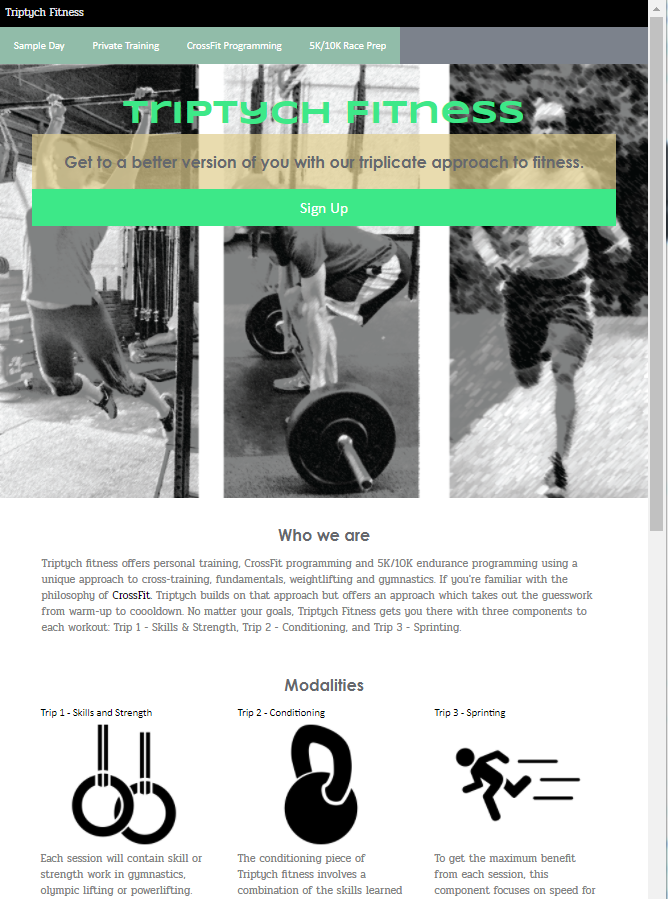 Triptych Fitness
Sample Day Private Training CrossFit Programming 5K/10K Race Prep
Triptych Fitness
Get to a better version of you with our triplicate approach to fitness.
Sign Up
Who we are
Triptych fitness offers personal training, CrossFit programming and 5K/10K endurance programming using a
unique approach to cross-training, fundamentals, weightlifting and gymnastics. If you're familiar with the
philosophy of CrossFit, Triptych builds on that approach but offers an approach which takes out the guesswork
from warm-up to coooldown. No matter your goals, Triptych Fitness gets you there with three components to
each workout: Trip 1 - Skills & Strength, Trip 2 - Conditioning, and Trip 3 - Sprinting.
Modalities
Trip 1 - Skills and Strength
Each session will contain skill or
strength work in gymnastics,
olympic lifting or powerlifting.
Trip 2 - Conditioning
The conditioning piece of
Triptych fitness involves a
combination of the skills learned
Trip 3 - Sprinting
To get the maximum benefit
from each session, this
component focuses on speed for